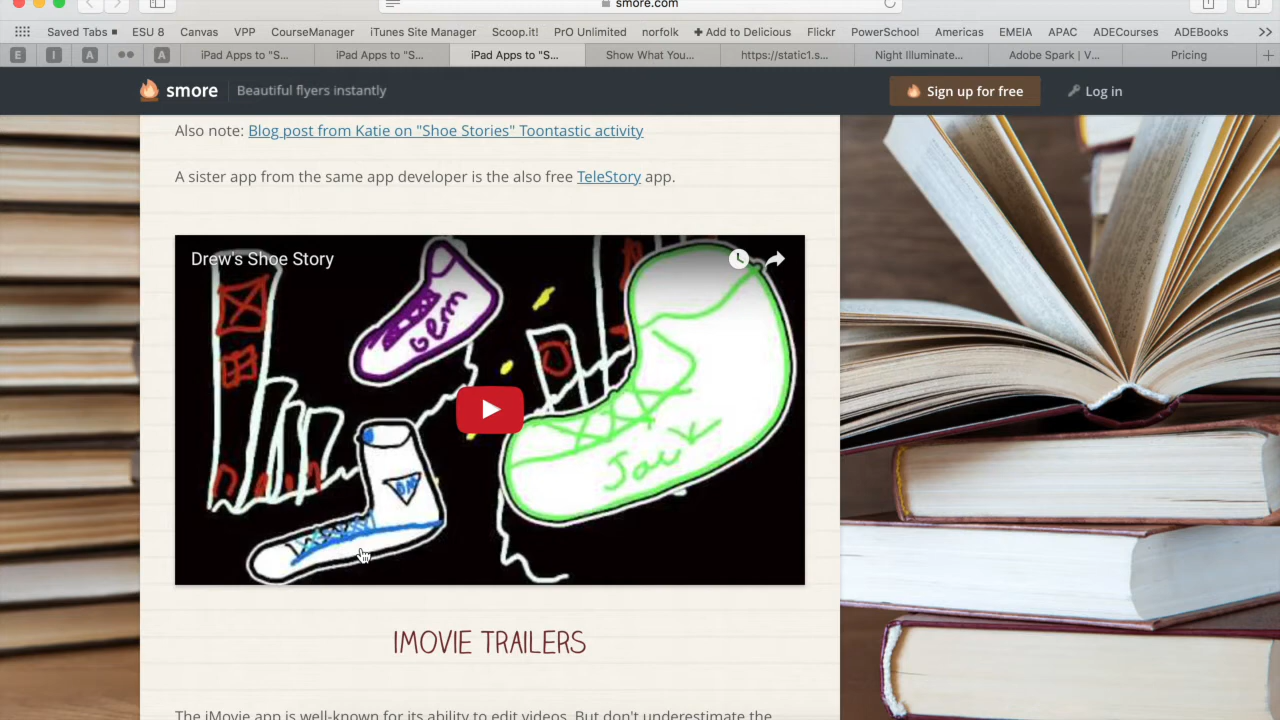 smore.com
Saved Tabs ESU 8 Canvas VPP CourseManager iTunes Site Manager Scoop.it! PrO Unlimited norfolk + Add to Delicious Flickr PowerSchool Americas EMEIA APAC ADECourses ADEBooks >>
E I A A iPad Apps to "S... iPad Apps to "S... iPad Apps to "S... Show What You... https://static1.s... Night Illuminate... Adobe Spark | V... Pricing +
smore Beautiful flyers instantly Sign up for free Log in
Also note: Blog post from Katie on "Shoe Stories" Toontastic activity
A sister app from the same app developer is the also free TeleStory app.
Drew's Shoe Story
IMOVIE TRAILERS
The iMovie app is well-known for its ability to edit videos. But don't underestimate the